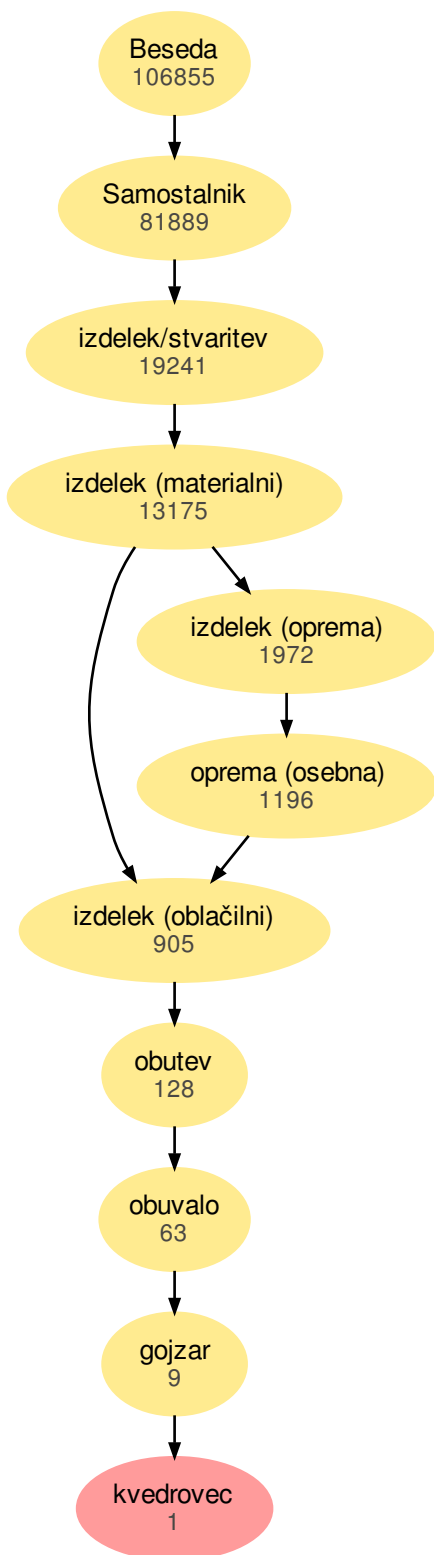 Beseda
106855
Samostalnik
81889
izdelek/stvaritev
19241
izdelek (materialni)
13175
izdelek (oprema)
1972
oprema (osebna)
1196
izdelek (oblačilni)
905
obutev
128
obuvalo
63
gojzar
9
kvedrovec
1